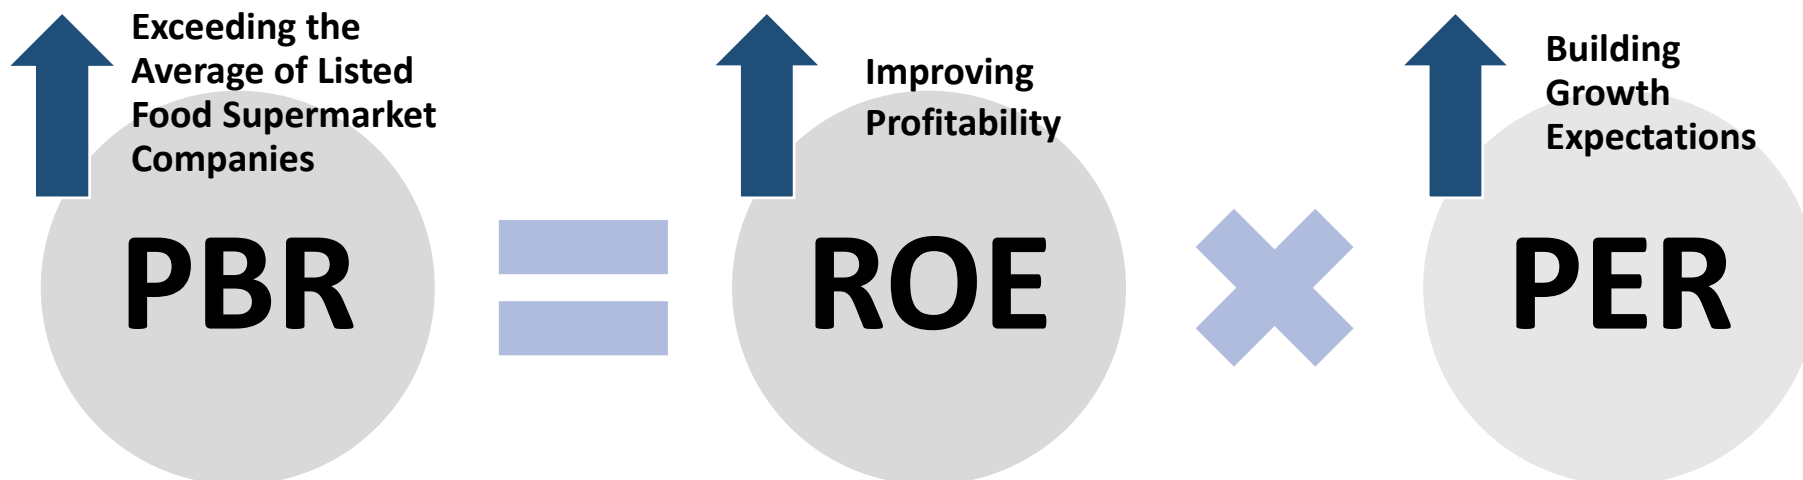 Exceeding the
Average of Listed
Food Supermarket
Companies
PBR
Improving
Profitability
ROE
Building
Growth
Expectations
PER